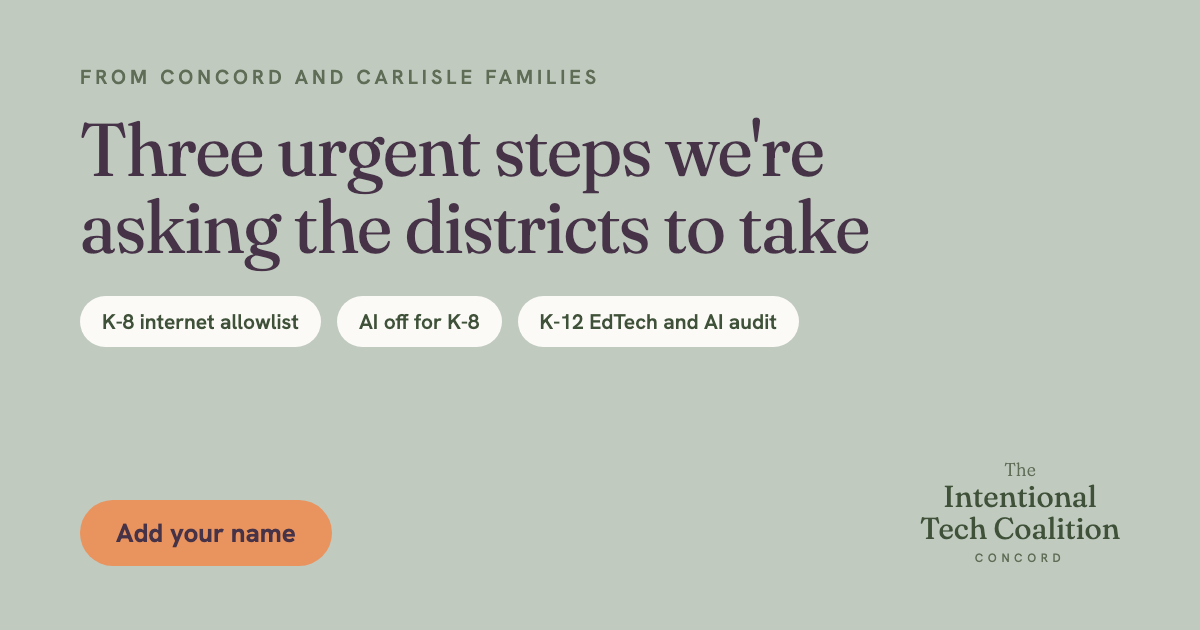 FROM CONCORD AND CARLISLE FAMILIES
Three urgent steps we're
asking the districts to take
K-8 internet allowlist
AI off for K-8
K-12 EdTech and AI audit
Add your name
The
Intentional
Tech Coalition
CONCORD